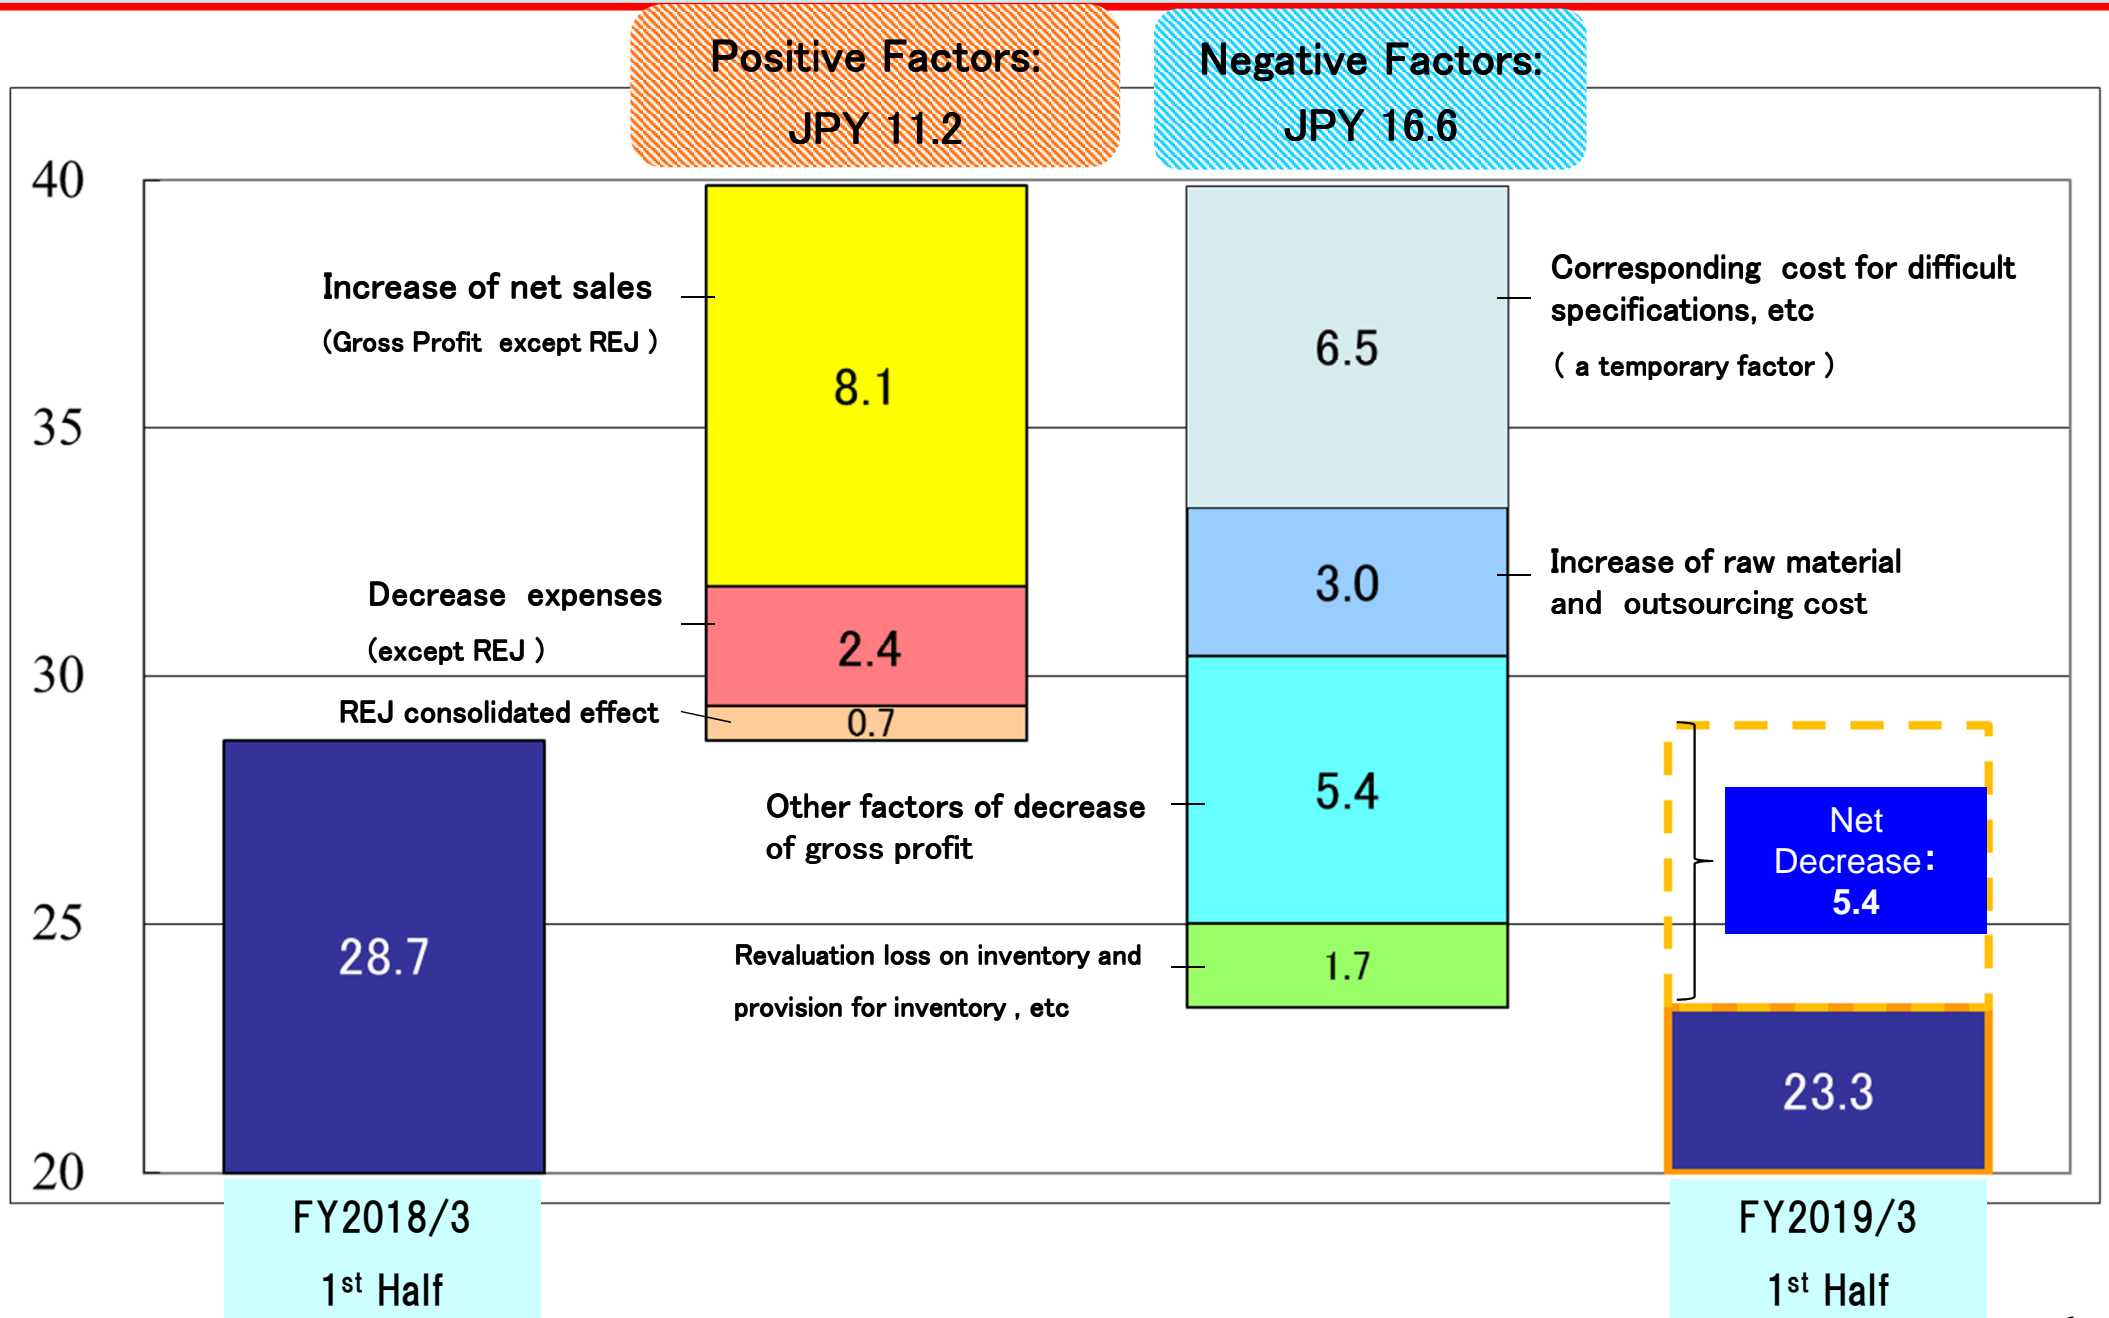 Positive Factors:
JPY 11.2
Negative Factors:
JPY 16.6
40
35
30
25
20
Increase of net sales
(Gross Profit except REJ )
8.1
Decrease expenses
(except REJ )
2.4
REJ consolidated effect
0.7
Corresponding cost for difficult
specifications, etc
( a temporary factor )
6.5
Increase of raw material
and outsourcing cost
3.0
Other factors of decrease
of gross profit
5.4
Revaluation loss on inventory and
provision for inventory , etc
1.7
28.7
Net
Decrease:
5.4
23.3
FY2018/3
1st Half
FY2019/3
1st Half